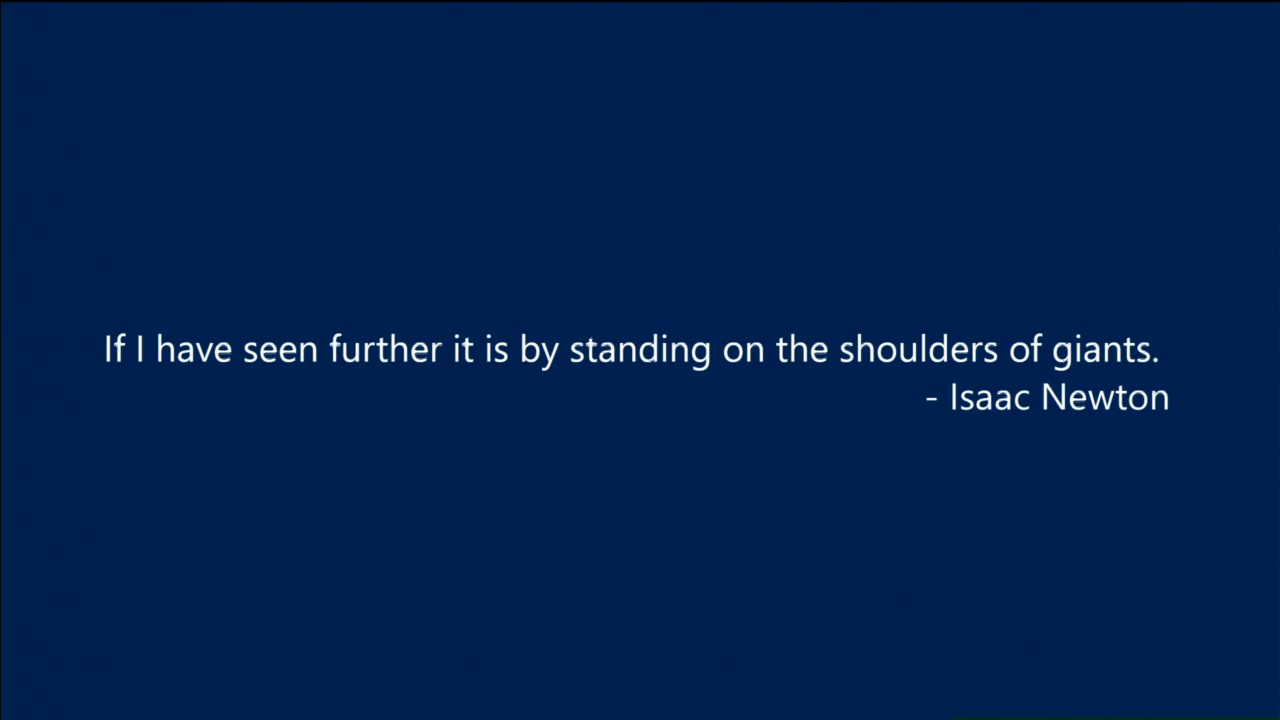 If I have seen further it is by standing on the shoulders of giants.
- Isaac Newton